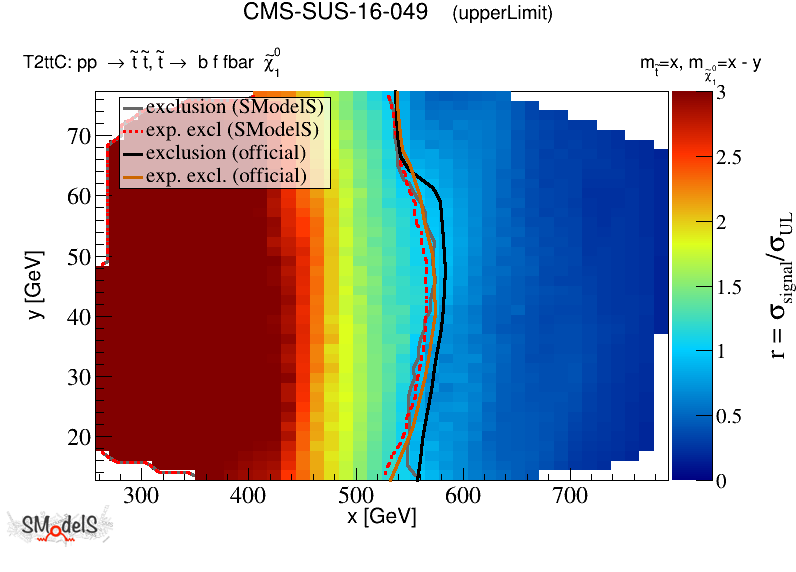 CMS-SUS-16-049 (upperLimit)
T2ttC: pp → t̃ t̃, t̃ → b f fbar χ̃⁰₁
m_t̃=x, m_χ̃⁰₁=x - y
exclusion (SModelS)
exp. excl (SModelS)
exclusion (official)
exp. excl. (official)
y [GeV]
70
60
50
40
30
20
300 400 500 600 700
x [GeV]
3
2.5
2
1.5
1
0.5
0
r = σ_signal/σ_UL
SModelS